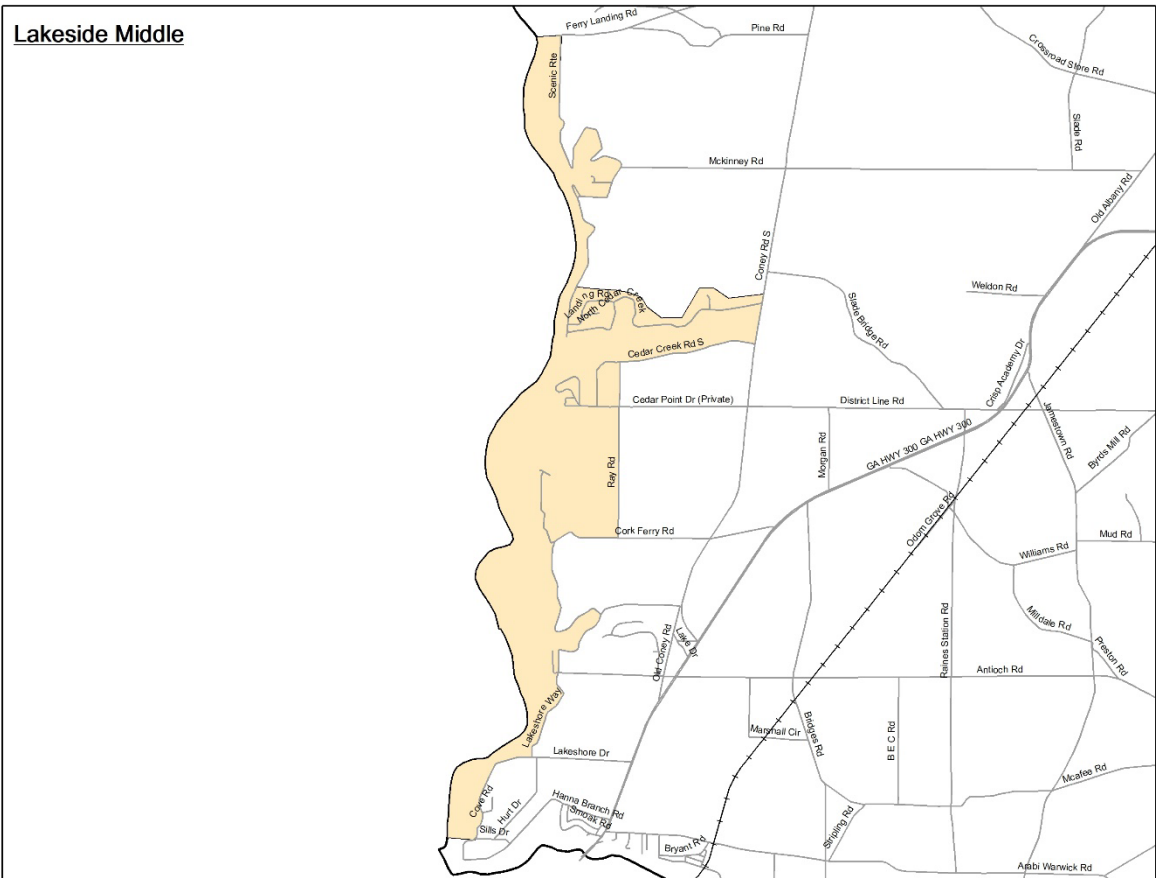 Lakeside Middle
Ferry Landing Rd
Pine Rd
Crossroad Store Rd
Scenic Rte
Slade Rd
Mckinney Rd
Old Albany Rd
Coney Rd S
Landing Rd
North Cedar Creek
Weldon Rd
Slade Bridge Rd
Cedar Creek Rd S
Crisp Academy Dr
Cedar Point Dr (Private)
District Line Rd
Jamestown Rd
Morgan Rd
GA HWY 300 GA HWY 300
Byrds Mill Rd
Ray Rd
Odom Grove Rd
Cork Ferry Rd
Mud Rd
Williams Rd
Milldale Rd
Raines Station Rd
Lake Dr
Old Coney Rd
Preston Rd
Antioch Rd
Lakeshore Way
Marshall Cir
Bridges Rd
B E C Rd
Lakeshore Dr
Mcafee Rd
Cove Rd
Hurt Dr
Hanna Branch Rd
Smoak Rd
Sills Dr
Stripling Rd
Bryant Rd
Arabi Warwick Rd